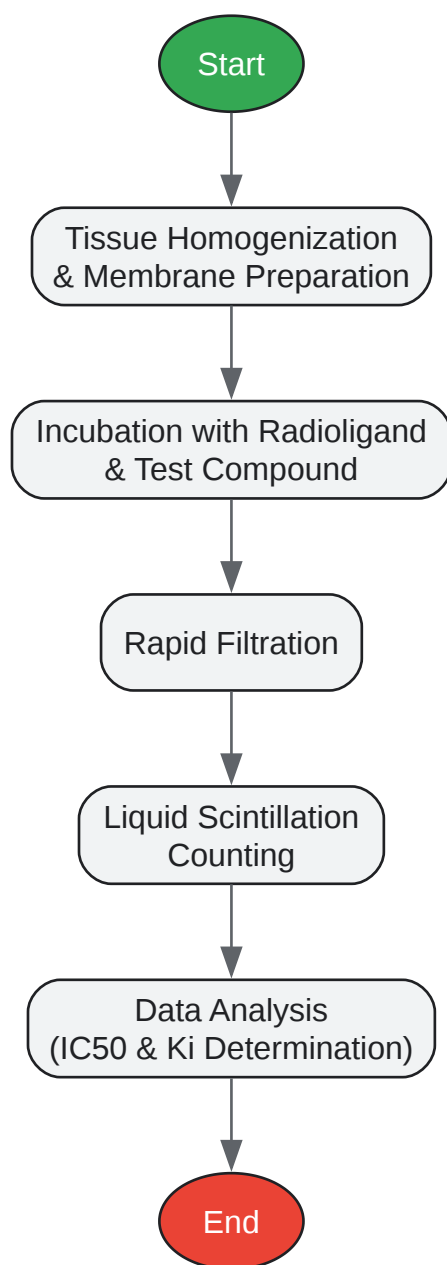 Start
Tissue Homogenization
& Membrane Preparation
Incubation with Radioligand
& Test Compound
Rapid Filtration
Liquid Scintillation
Counting
Data Analysis
(IC50 & Ki Determination)
End